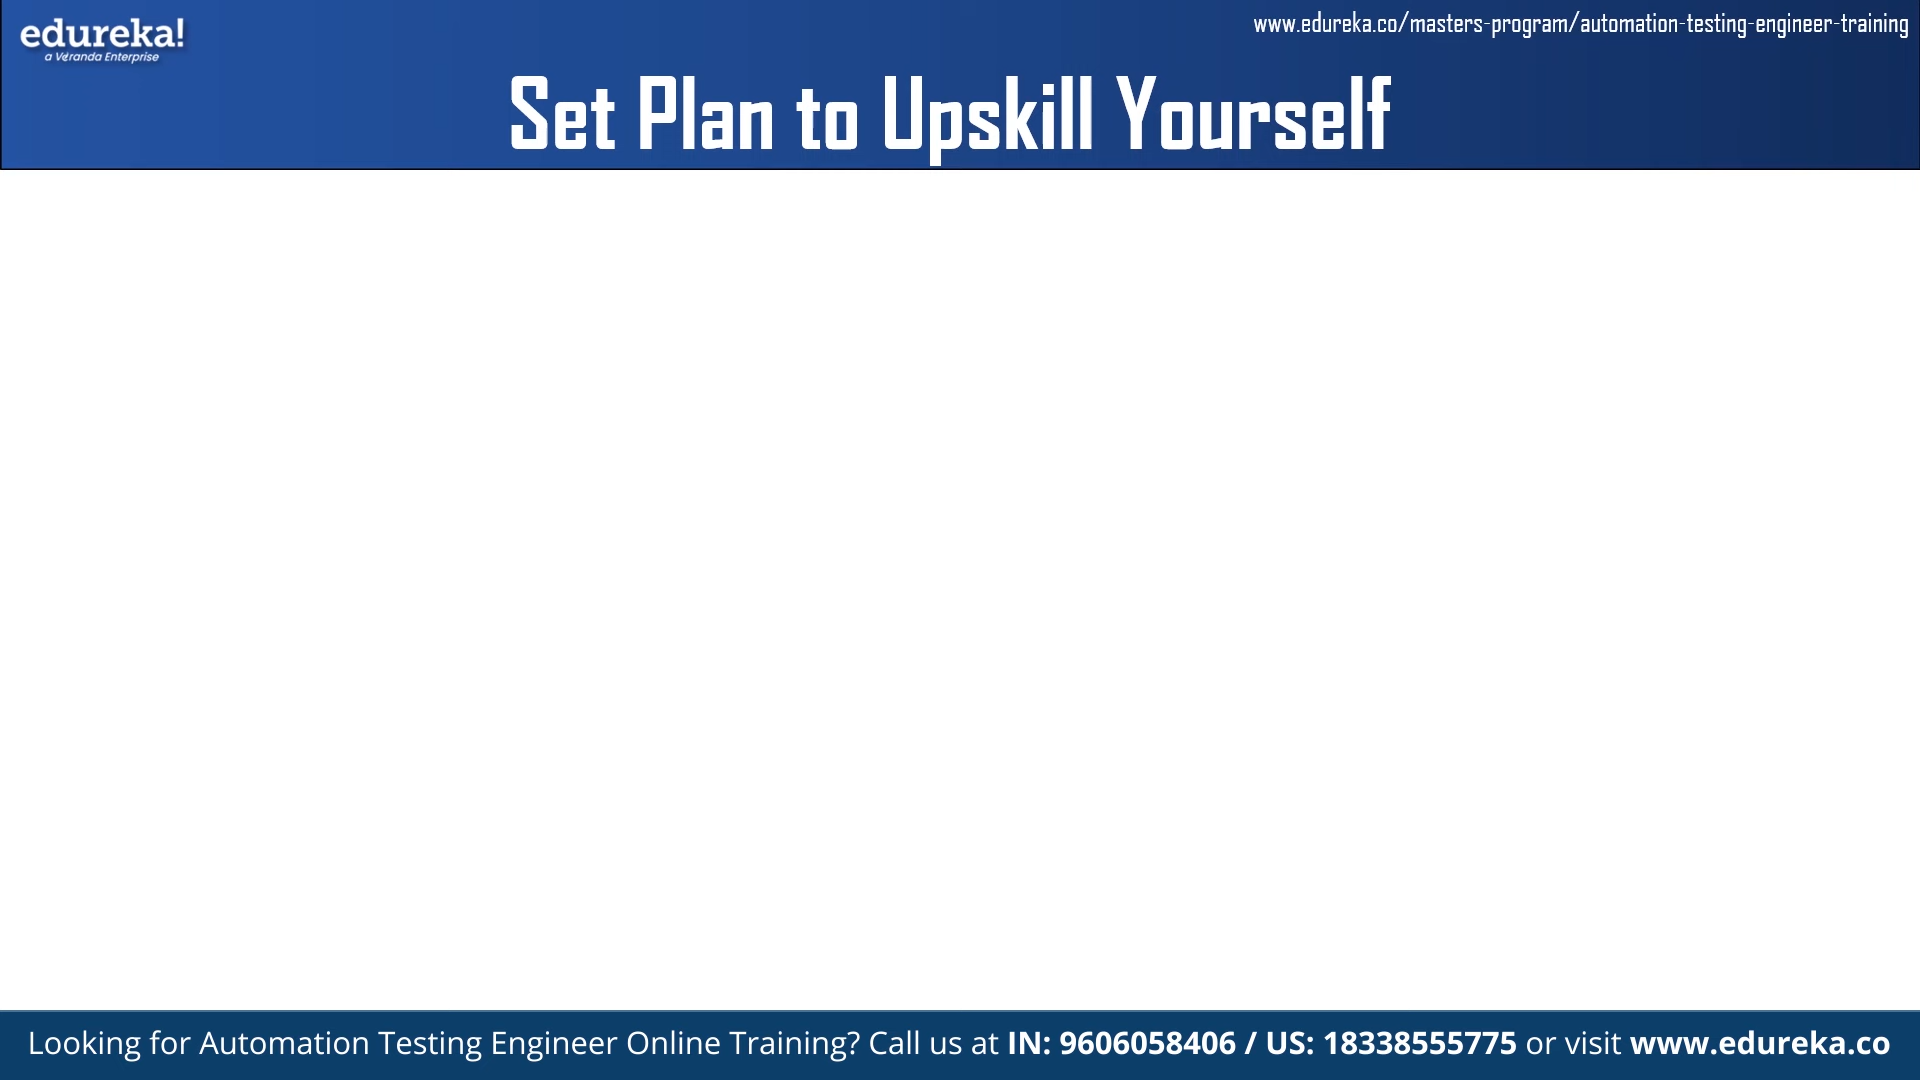 edureka!
a Veranda Enterprise
www.edureka.co/masters-program/automation-testing-engineer-training
Set Plan to Upskill Yourself
Looking for Automation Testing Engineer Online Training? Call us at IN: 9606058406 / US: 18338555775 or visit www.edureka.co